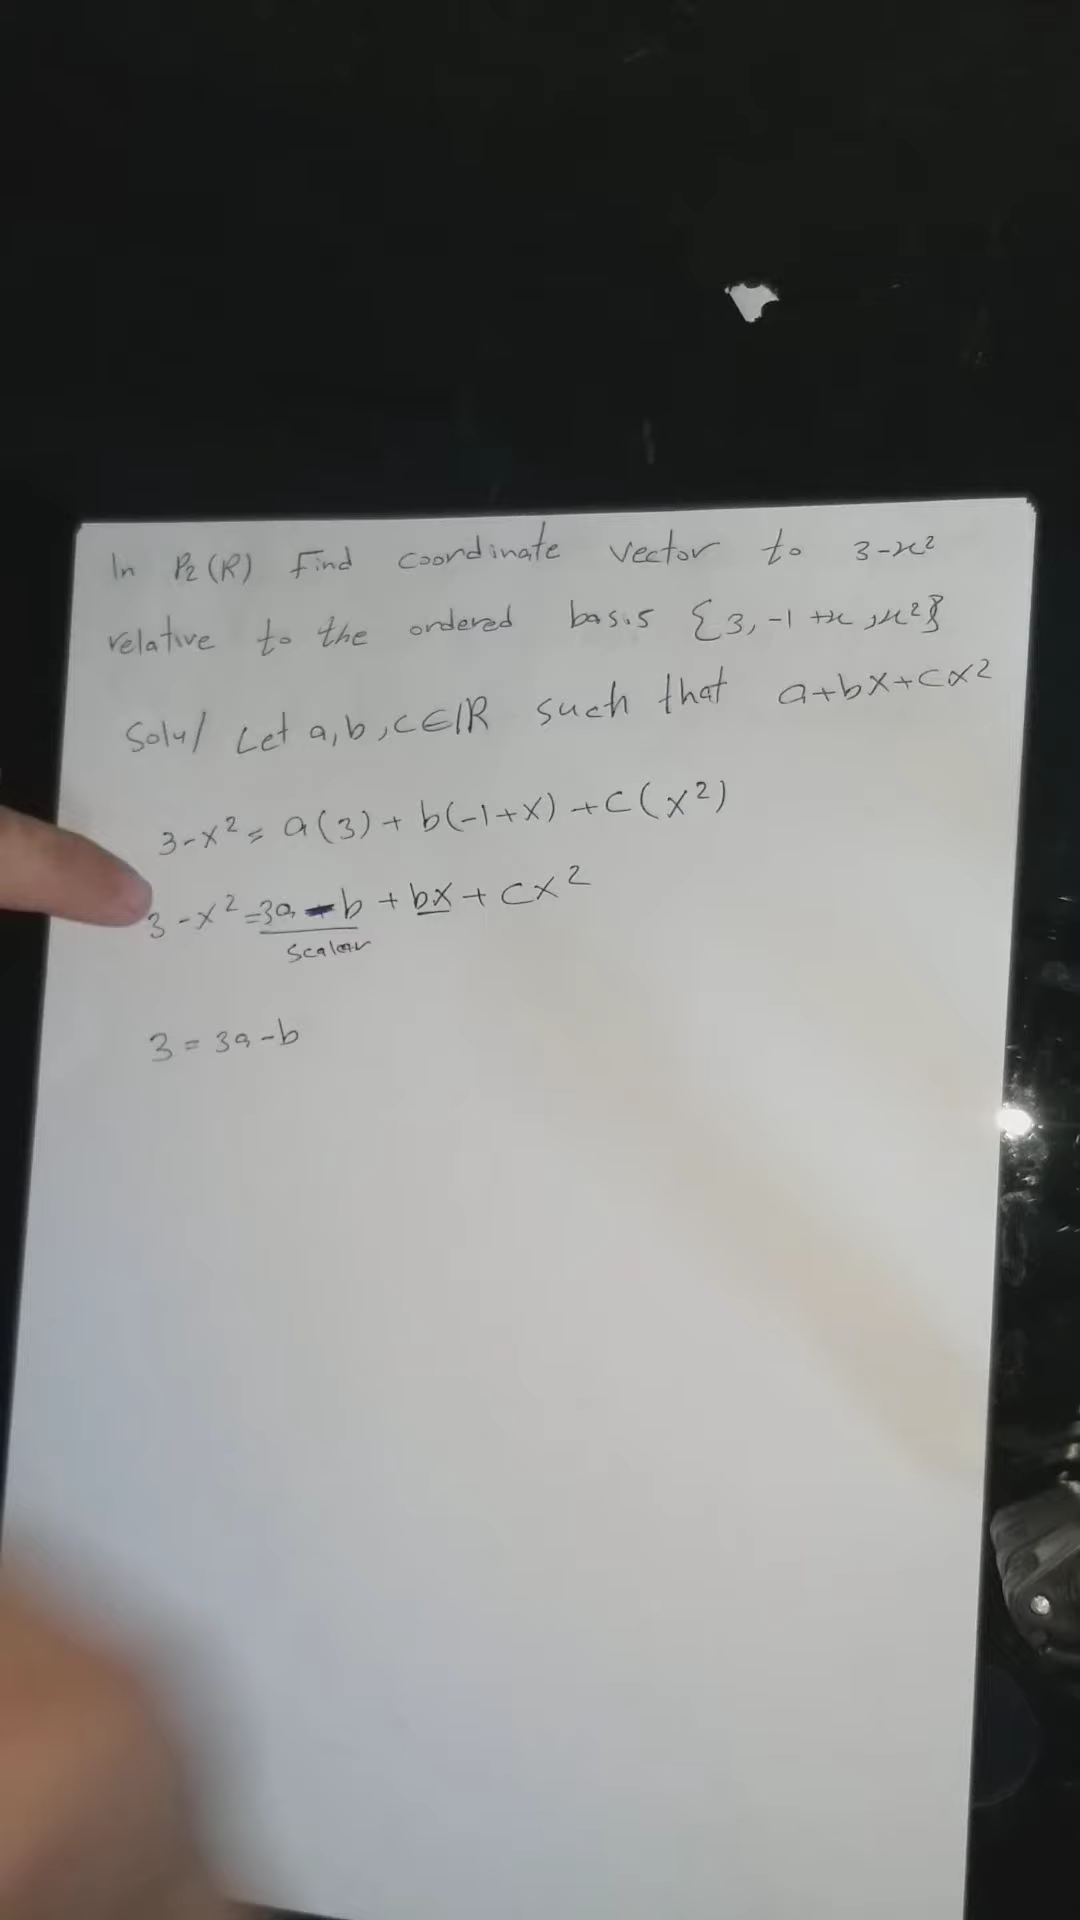 In P2(R) Find coordinate vector to 3-x²
relative to the ordered basis {3, -1+x, x²}
Solu/ Let a,b,c∈IR such that a+bx+cx²
3-x² = a(3) + b(-1+x) + c(x²)
3-x² = 3a - b + bx + cx²
scalar
3 = 3a-b